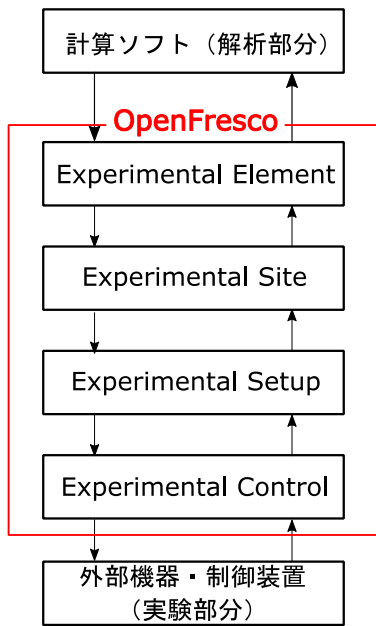 計算ソフト（解析部分）
OpenFresco
Experimental Element
Experimental Site
Experimental Setup
Experimental Control
外部機器・制御装置
（実験部分）